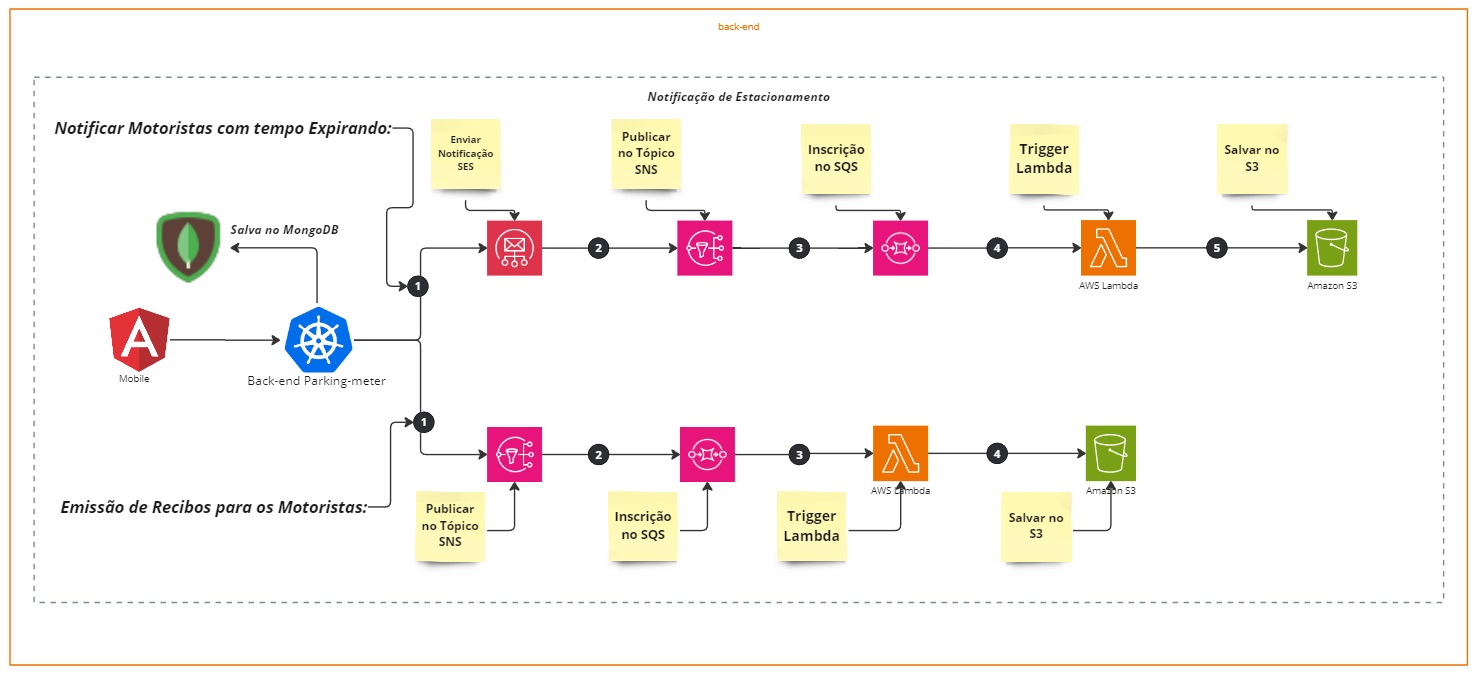 back-end
Notificação de Estacionamento
Notificar Motoristas com tempo Expirando:
Enviar
Notificação
SES
Publicar
no Tópico
SNS
Inscrição
no SQS
Trigger
Lambda
Salvar no
S3
Salva no MongoDB
2
3
4
5
1
AWS Lambda
Amazon S3
Mobile
Back-end Parking-meter
1
2
3
4
AWS Lambda
Amazon S3
Emissão de Recibos para os Motoristas:
Publicar
no Tópico
SNS
Inscrição
no SQS
Trigger
Lambda
Salvar no
S3